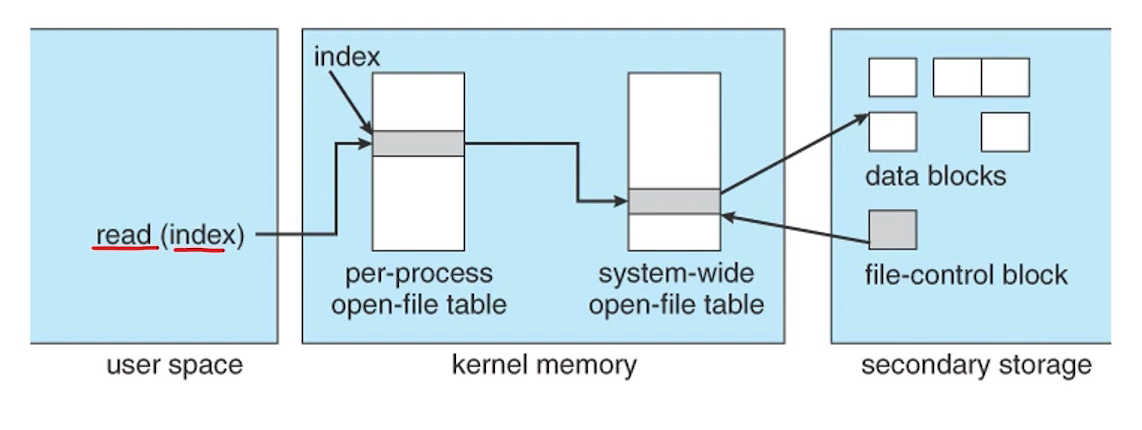 index
read (index)
per-process
open-file table
system-wide
open-file table
data blocks
file-control block
user space
kernel memory
secondary storage